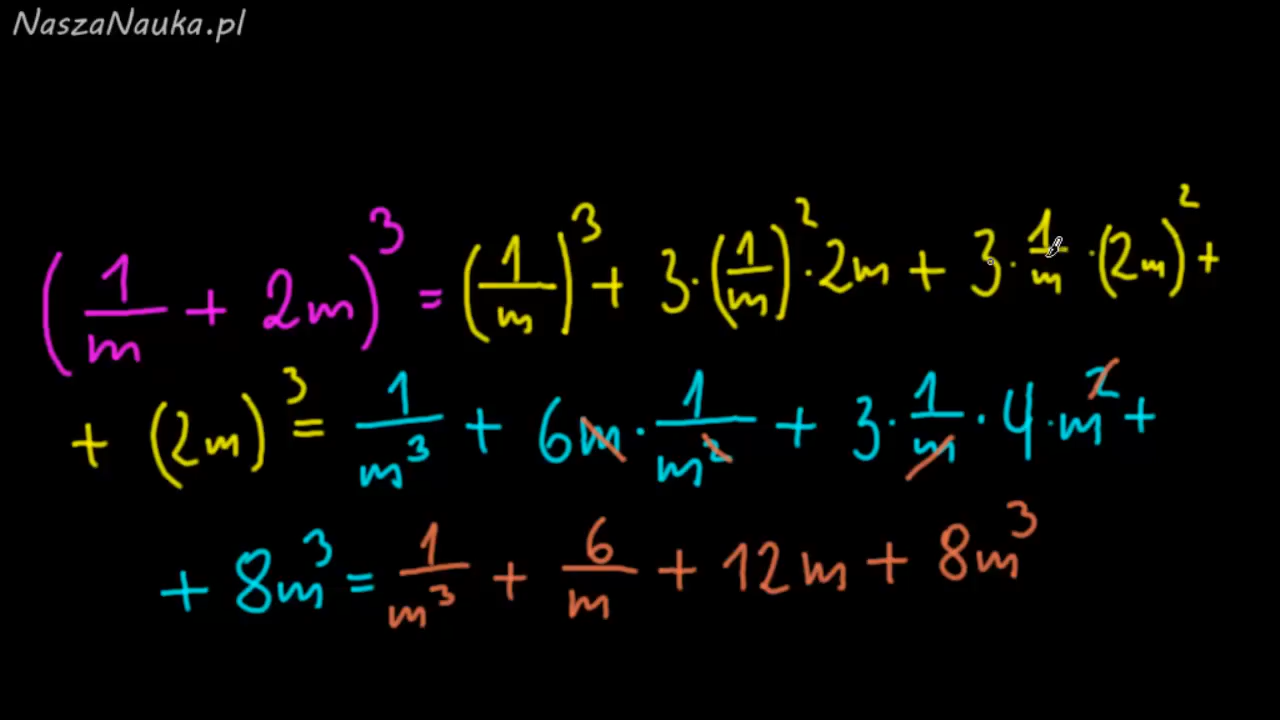 NaszaNauka.pl
(1/m + 2m)³ = (1/m)³ + 3·(1/m)²·2m + 3·1/m·(2m)² +
+ (2m)³ = 1/m³ + 6m·1/m² + 3·1/m·4·m² +
+ 8m³ = 1/m³ + 6/m + 12m + 8m³